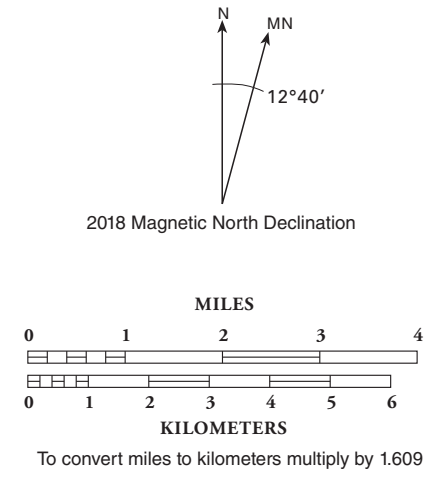 N
MN
12°40′
2018 Magnetic North Declination
MILES
0 1 2 3 4
0 1 2 3 4 5 6
KILOMETERS
To convert miles to kilometers multiply by 1.609